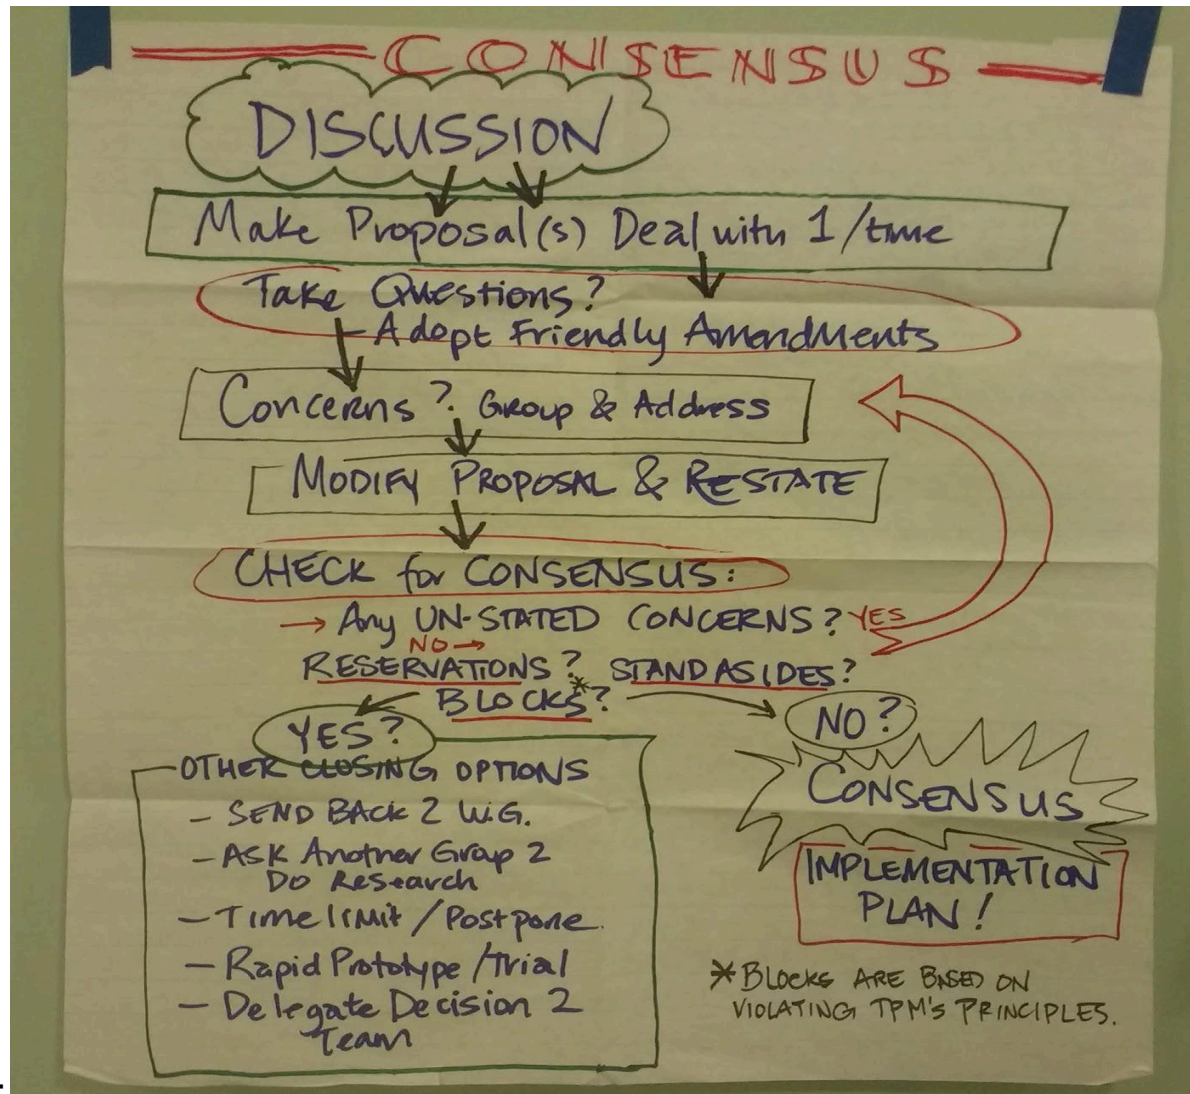 CONSENSUS
DISCUSSION
Make Proposal(s) Deal with 1/time
Take Questions?
- Adopt Friendly Amendments
Concerns? Group & Address
MODIFY PROPOSAL & RESTATE
CHECK for CONSENSUS:
→ Any UN-STATED CONCERNS? YES
NO →
RESERVATIONS? STAND ASIDES?
BLOCKS?*
YES?
NO?
OTHER CLOSING OPTIONS
- SEND BACK 2 W.G.
- ASK Another Group 2
Do Research
- Time limit / Postpone.
- Rapid Prototype / Trial
- Delegate Decision 2
Team
CONSENSUS
IMPLEMENTATION
PLAN!
* BLOCKS ARE BASED ON
VIOLATING TPM'S PRINCIPLES.